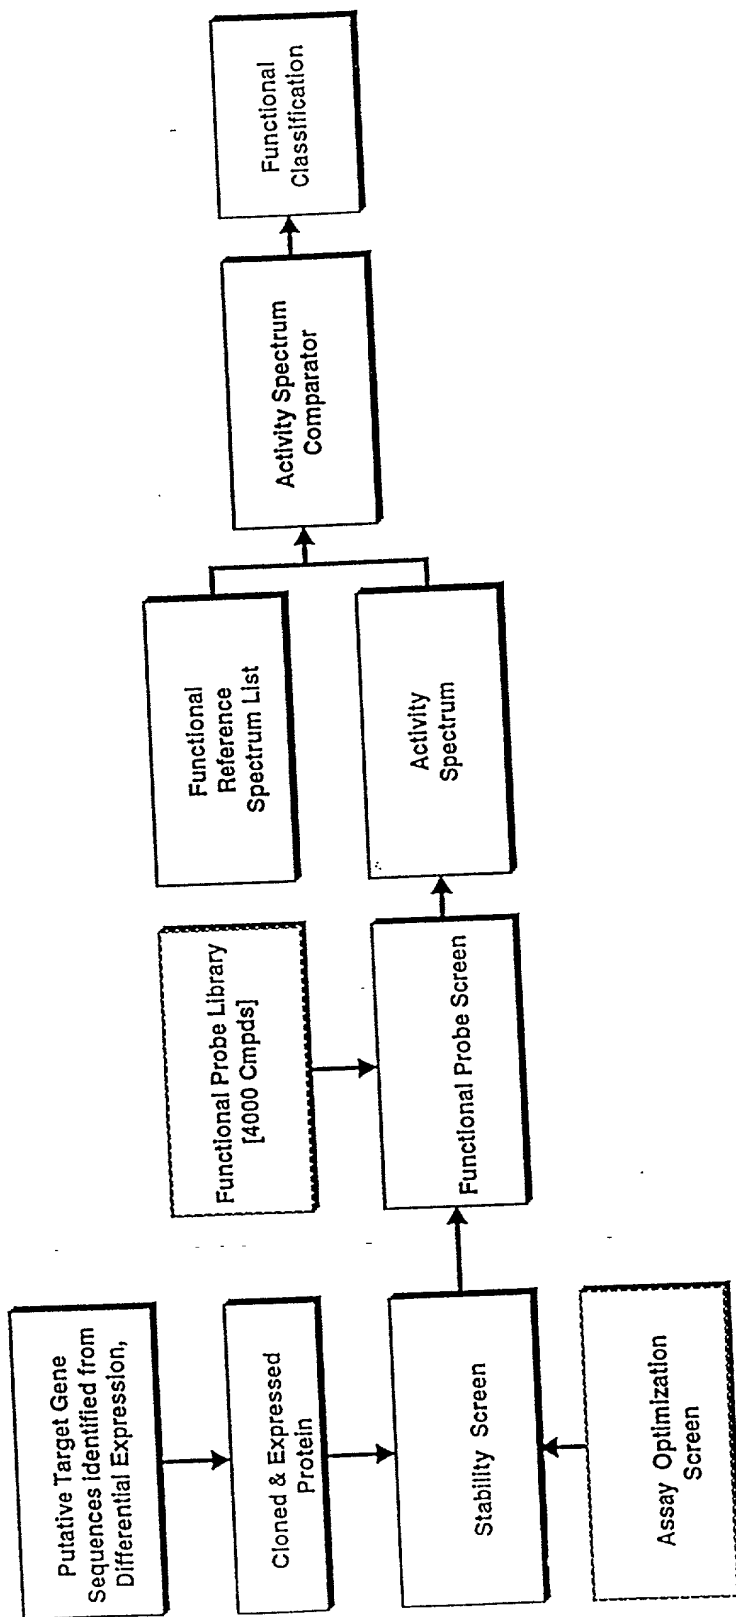 Putative Target Gene
Sequences identified from
Differential Expression,
Cloned & Expressed
Protein
Stability Screen
Assay Optimization
Screen
Functional Probe Library
[4000 Cmpds]
Functional Probe Screen
Functional
Reference
Spectrum List
Activity
Spectrum
Activity Spectrum
Comparator
Functional
Classification